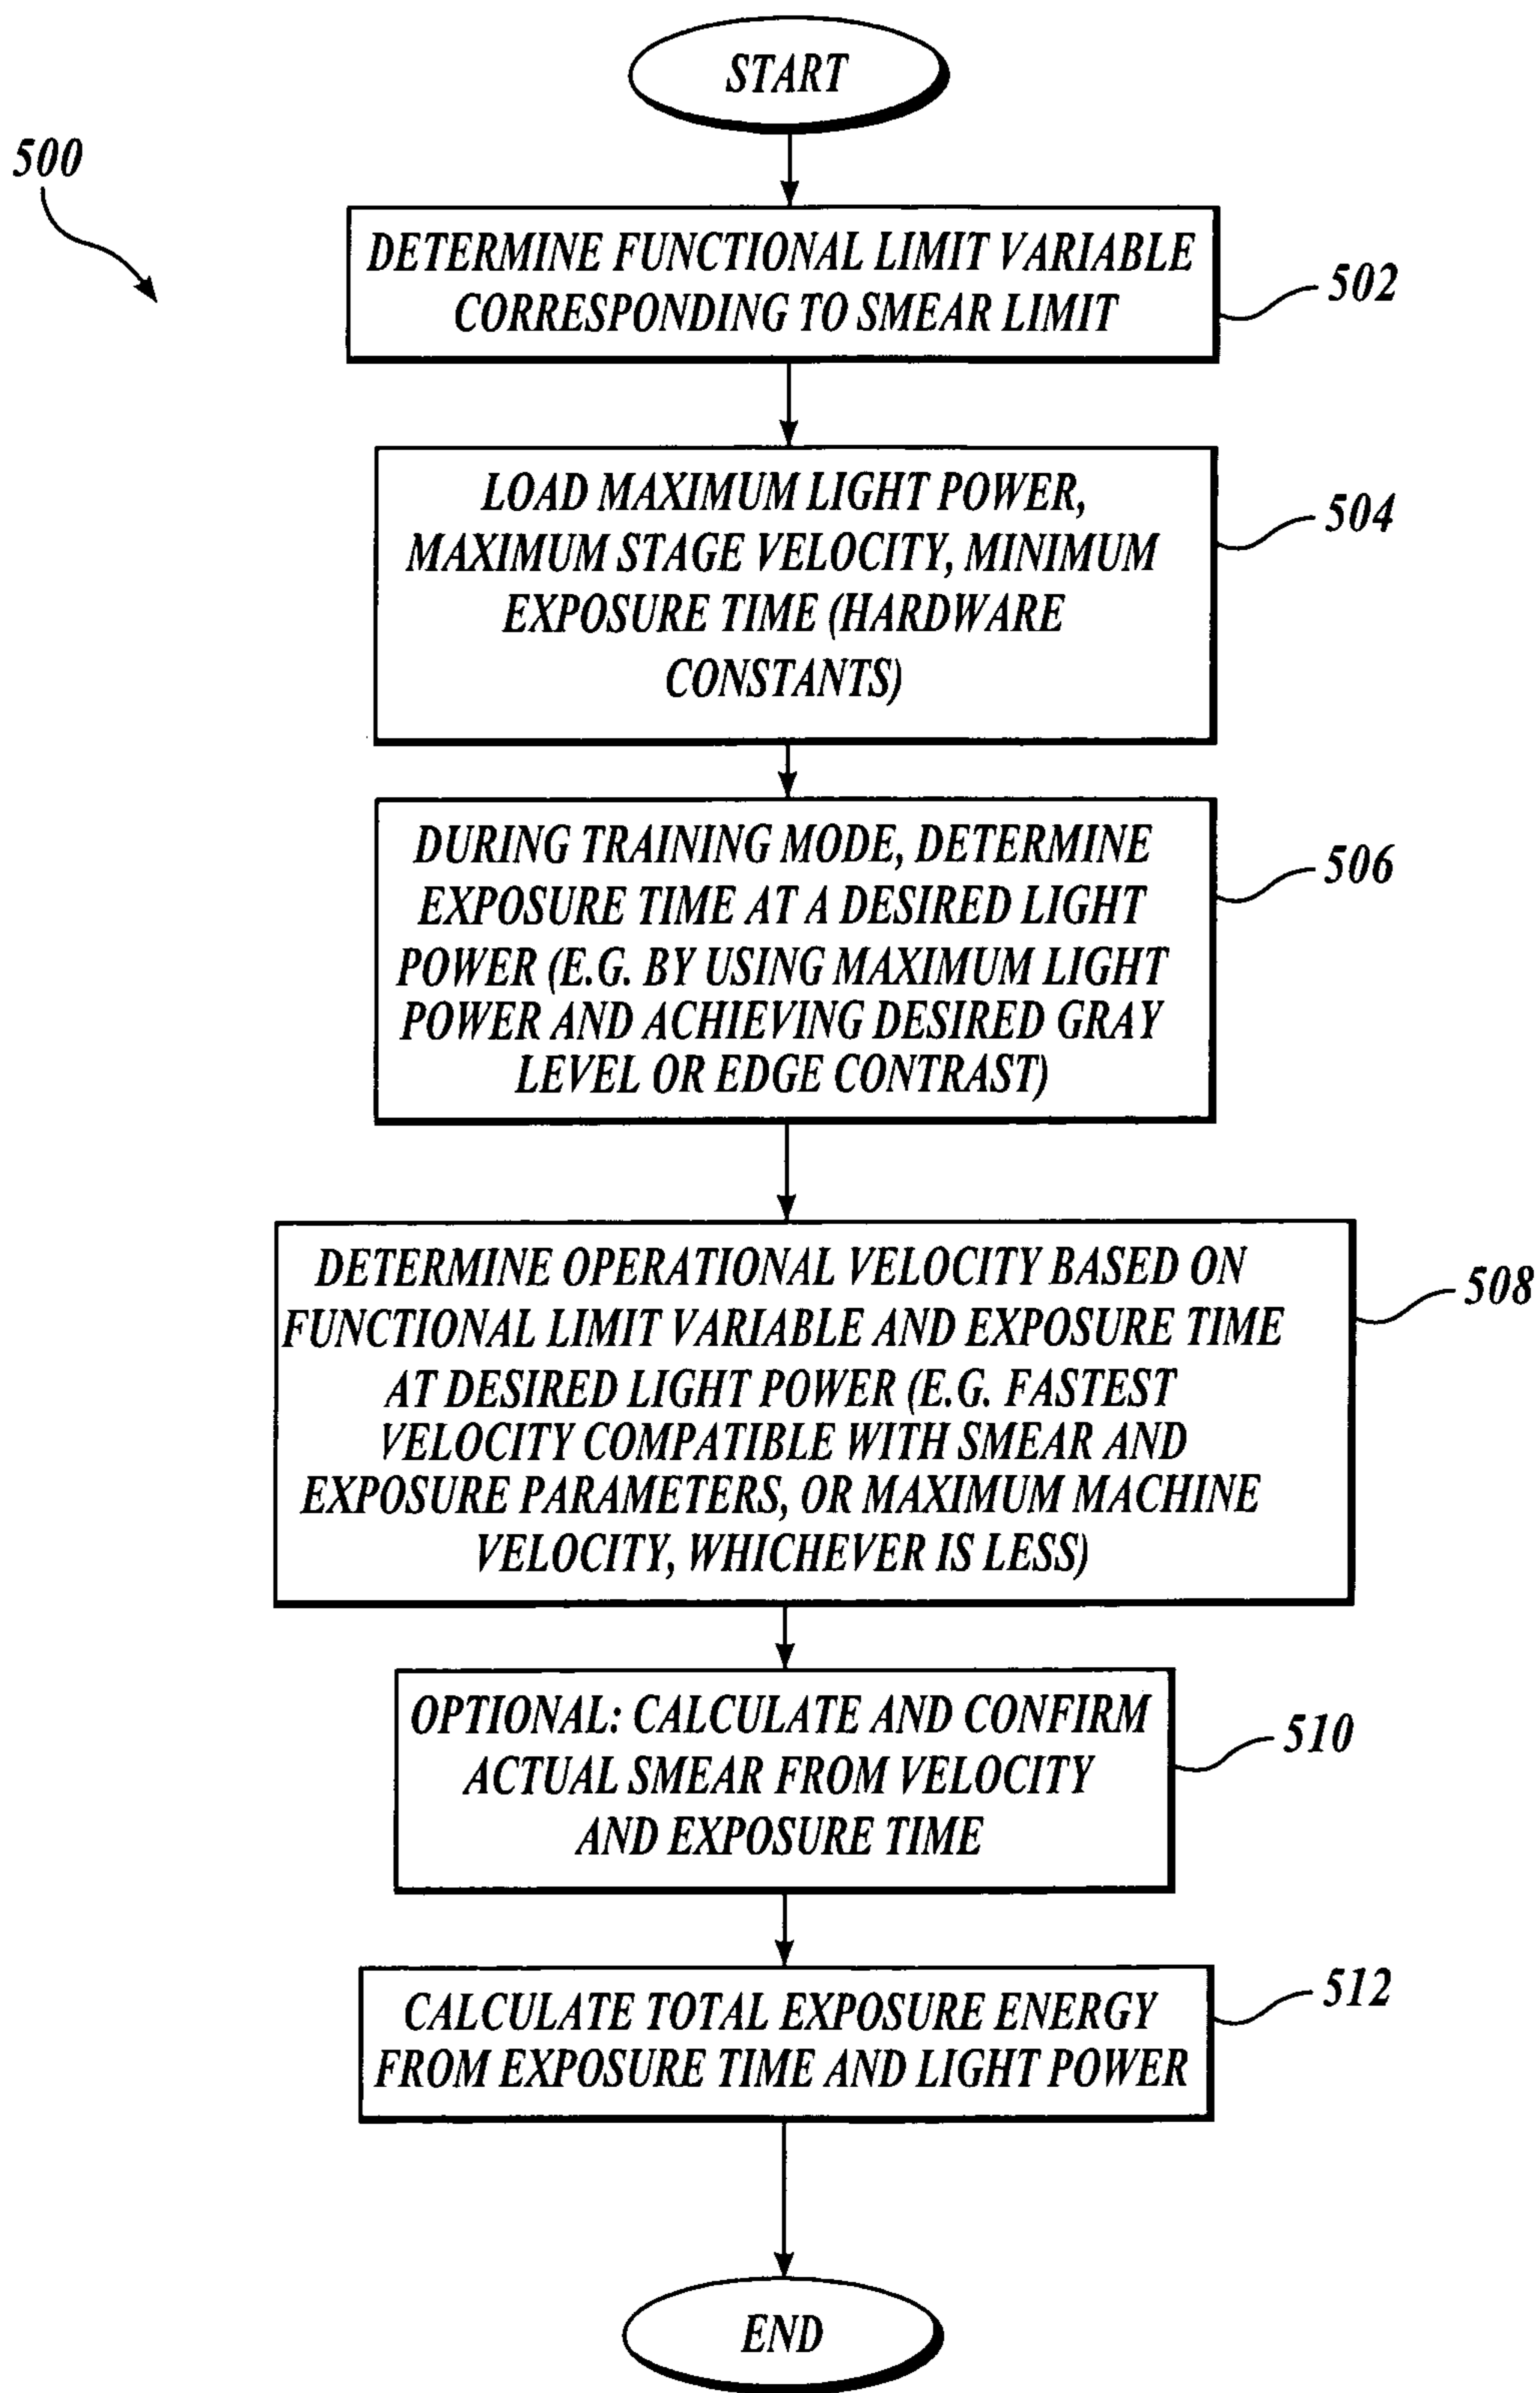 START
500
DETERMINE FUNCTIONAL LIMIT VARIABLE
CORRESPONDING TO SMEAR LIMIT
502
LOAD MAXIMUM LIGHT POWER,
MAXIMUM STAGE VELOCITY, MINIMUM
EXPOSURE TIME (HARDWARE
CONSTANTS)
504
DURING TRAINING MODE, DETERMINE
EXPOSURE TIME AT A DESIRED LIGHT
POWER (E.G. BY USING MAXIMUM LIGHT
POWER AND ACHIEVING DESIRED GRAY
LEVEL OR EDGE CONTRAST)
506
DETERMINE OPERATIONAL VELOCITY BASED ON
FUNCTIONAL LIMIT VARIABLE AND EXPOSURE TIME
AT DESIRED LIGHT POWER (E.G. FASTEST
VELOCITY COMPATIBLE WITH SMEAR AND
EXPOSURE PARAMETERS, OR MAXIMUM MACHINE
VELOCITY, WHICHEVER IS LESS)
508
OPTIONAL: CALCULATE AND CONFIRM
ACTUAL SMEAR FROM VELOCITY
AND EXPOSURE TIME
510
CALCULATE TOTAL EXPOSURE ENERGY
FROM EXPOSURE TIME AND LIGHT POWER
512
END